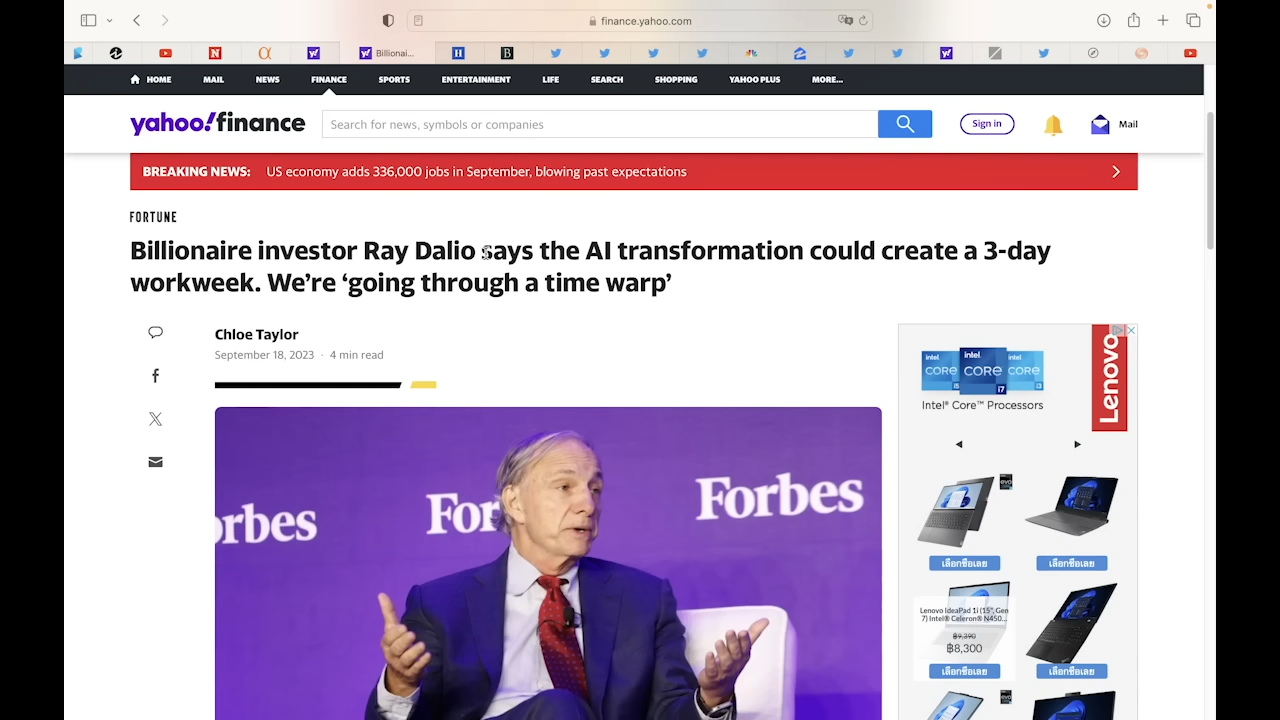 finance.yahoo.com
Billionai...
HOME MAIL NEWS FINANCE SPORTS ENTERTAINMENT LIFE SEARCH SHOPPING YAHOO PLUS MORE...
yahoo!finance
Search for news, symbols or companies
Sign in
Mail
BREAKING NEWS: US economy adds 336,000 jobs in September, blowing past expectations
FORTUNE
Billionaire investor Ray Dalio says the AI transformation could create a 3-day
workweek. We're ‘going through a time warp’
Chloe Taylor
September 18, 2023 · 4 min read
orbes
For
Forbes
intel. CORE i5
intel. CORE i7
intel. CORE i3
Intel® Core™ Processors
Lenovo
evo
เลือกซื้อเลย
เลือกซื้อเลย
Lenovo IdeaPad 1i (15", Gen
7) Intel® Celeron® N450...
฿9,390
฿8,300
เลือกซื้อเลย
เลือกซื้อเลย
evo